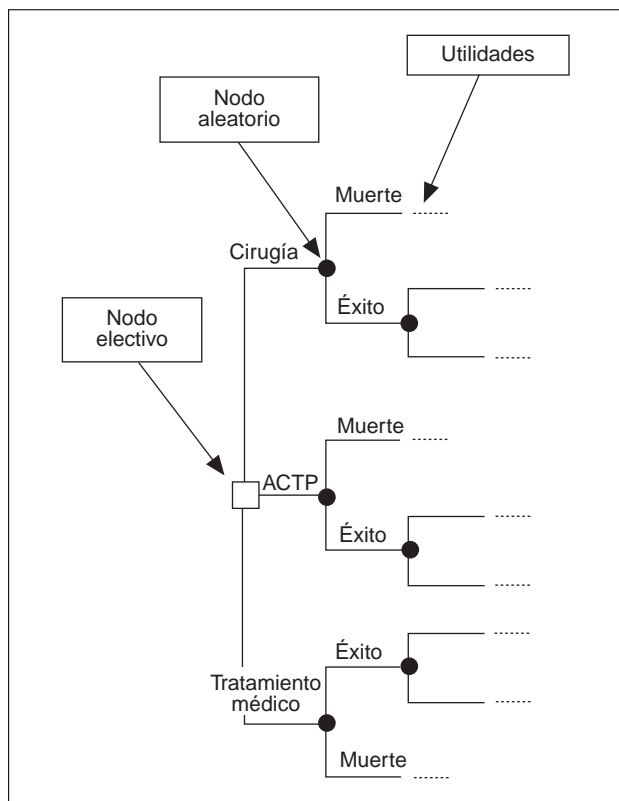 Utilidades
Nodo
aleatorio
Muerte
Cirugía
Éxito
Nodo
electivo
Muerte
ACTP
Éxito
Éxito
Tratamiento
médico
Muerte